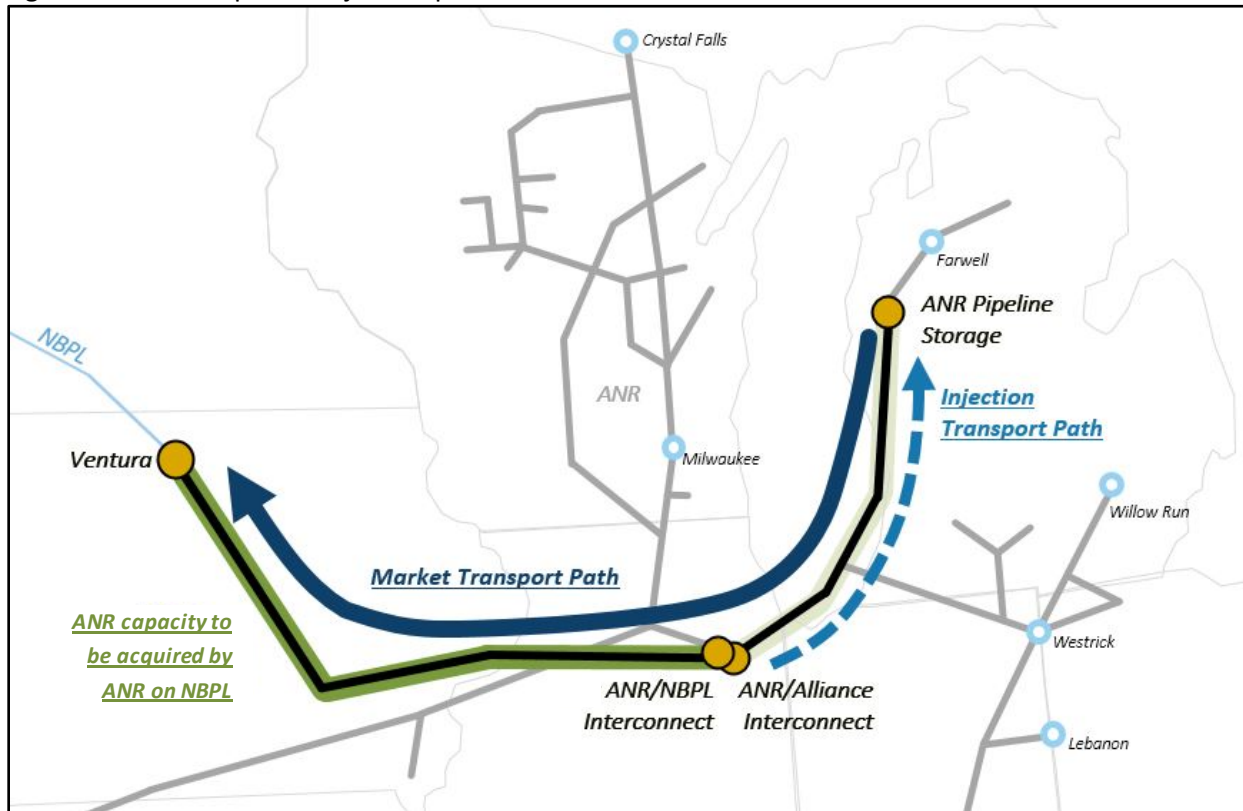 Crystal Falls
Farwell
ANR Pipeline
Storage
NBPL
ANR
Injection
Transport Path
Ventura
Milwaukee
Willow Run
Market Transport Path
ANR capacity to
be acquired by
ANR on NBPL
Westrick
ANR/NBPL
Interconnect
ANR/Alliance
Interconnect
Lebanon